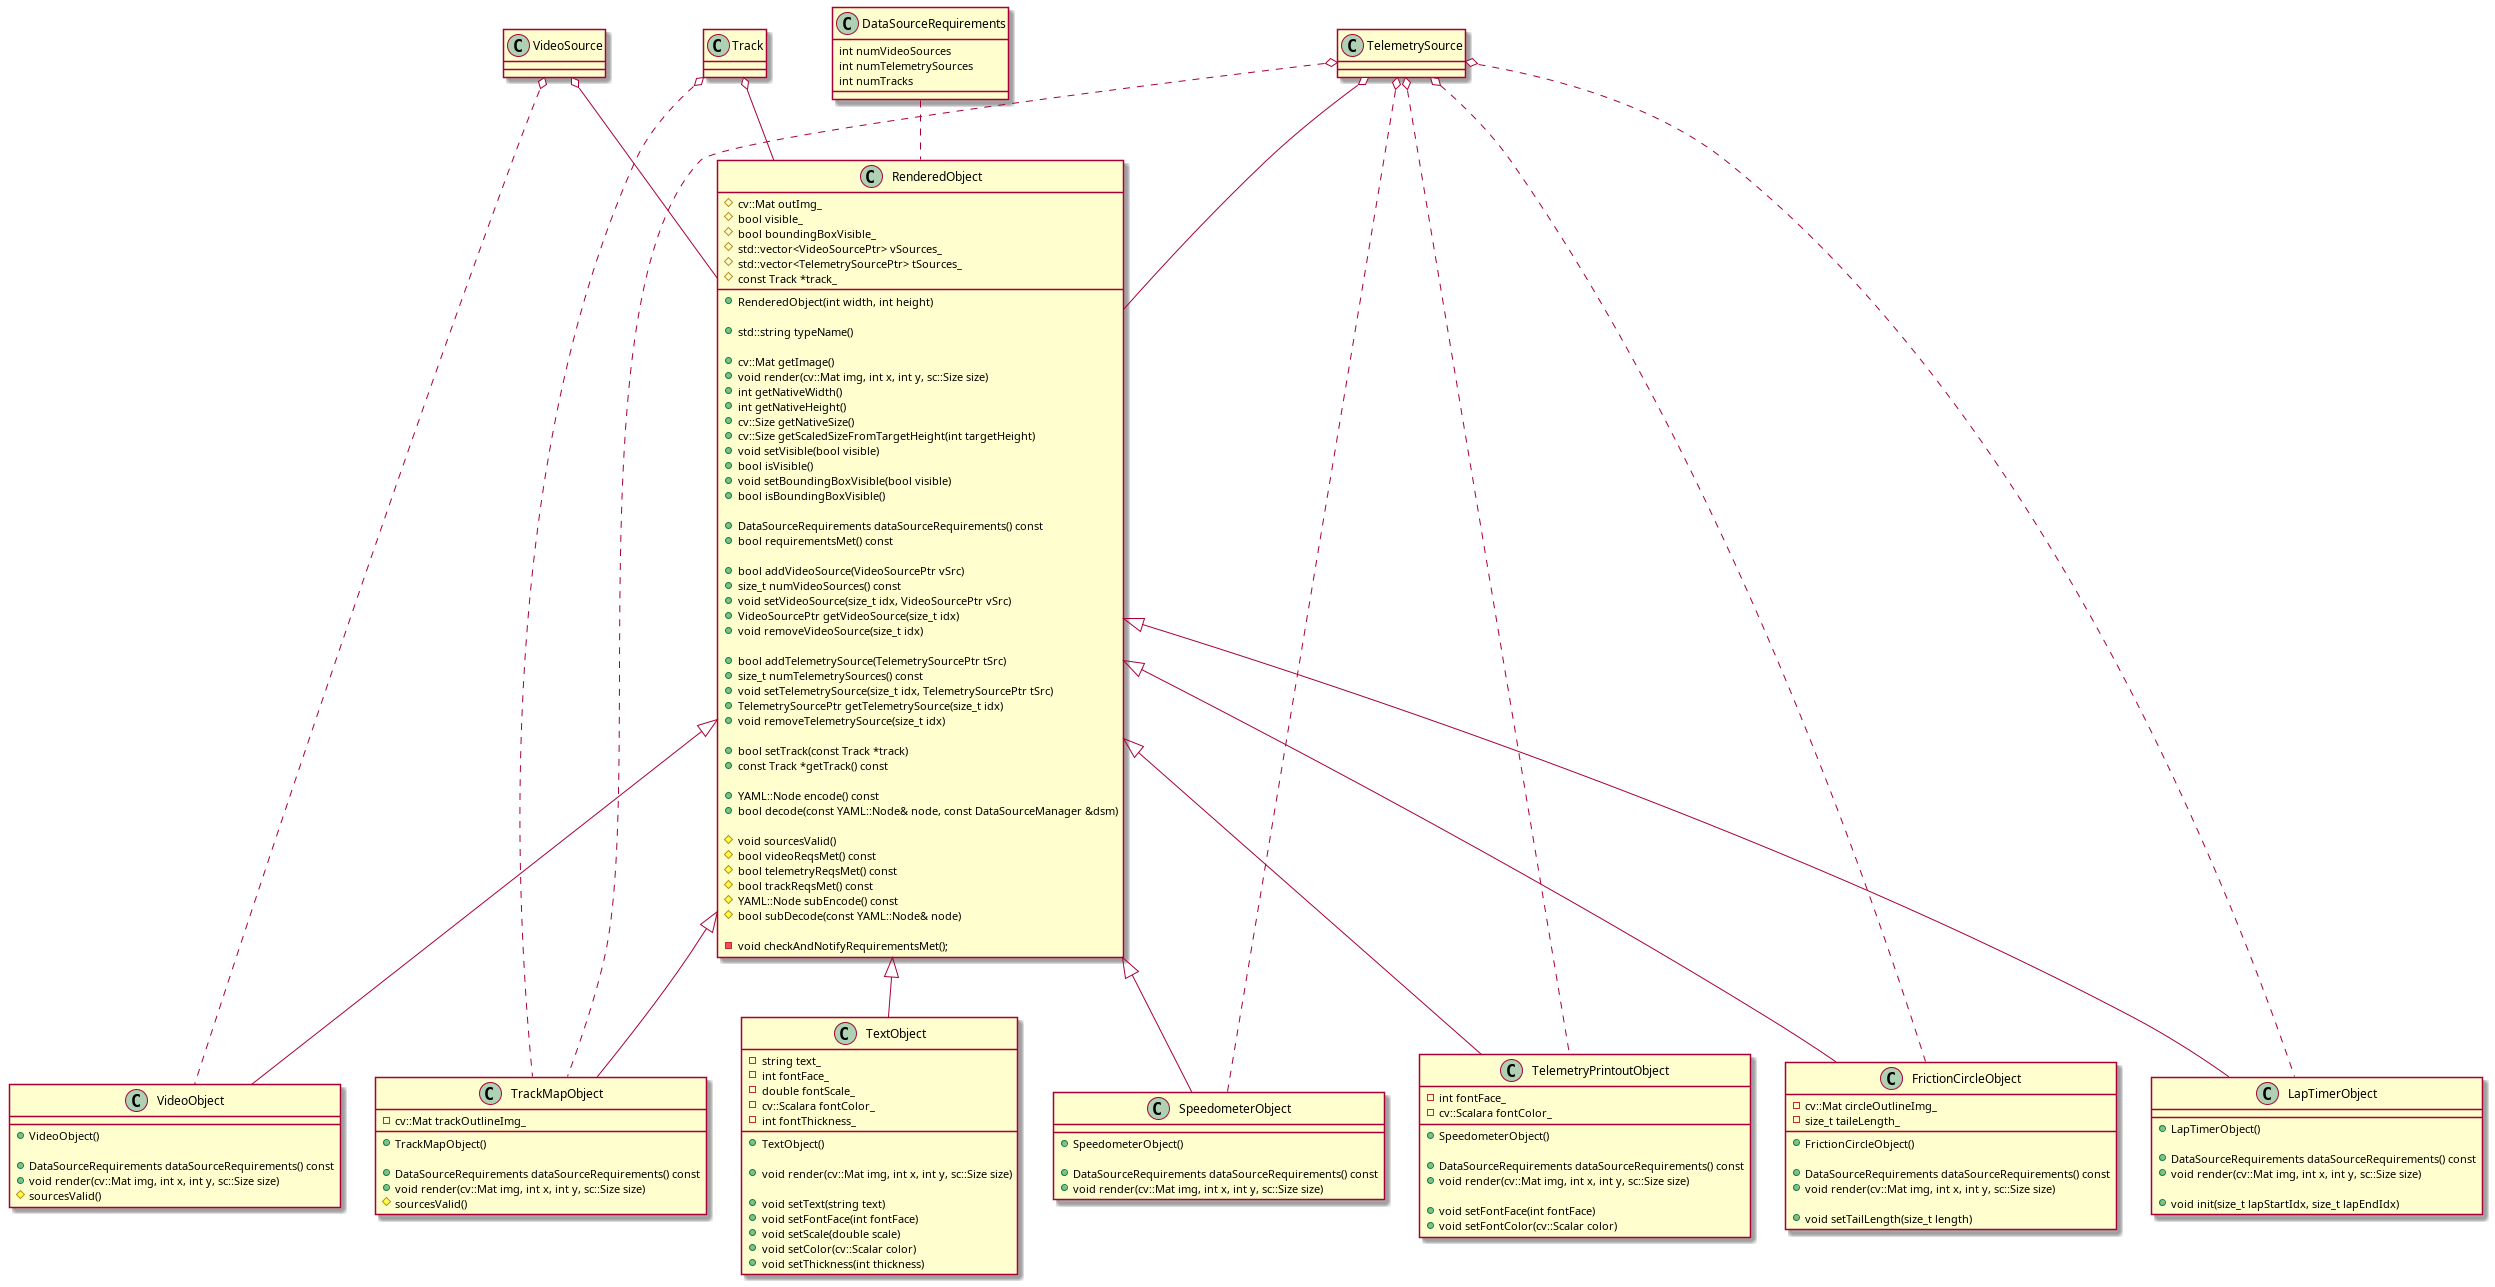 C VideoSource
C Track
C DataSourceRequirements
int numVideoSources
int numTelemetrySources
int numTracks
C TelemetrySource
C RenderedObject
cv::Mat outImg_
bool visible_
bool boundingBoxVisible_
std::vector<VideoSourcePtr> vSources_
std::vector<TelemetrySourcePtr> tSources_
const Track *track_
RenderedObject(int width, int height)
std::string typeName()
cv::Mat getImage()
void render(cv::Mat img, int x, int y, sc::Size size)
int getNativeWidth()
int getNativeHeight()
cv::Size getNativeSize()
cv::Size getScaledSizeFromTargetHeight(int targetHeight)
void setVisible(bool visible)
bool isVisible()
void setBoundingBoxVisible(bool visible)
bool isBoundingBoxVisible()
DataSourceRequirements dataSourceRequirements() const
bool requirementsMet() const
bool addVideoSource(VideoSourcePtr vSrc)
size_t numVideoSources() const
void setVideoSource(size_t idx, VideoSourcePtr vSrc)
VideoSourcePtr getVideoSource(size_t idx)
void removeVideoSource(size_t idx)
bool addTelemetrySource(TelemetrySourcePtr tSrc)
size_t numTelemetrySources() const
void setTelemetrySource(size_t idx, TelemetrySourcePtr tSrc)
TelemetrySourcePtr getTelemetrySource(size_t idx)
void removeTelemetrySource(size_t idx)
bool setTrack(const Track *track)
const Track *getTrack() const
YAML::Node encode() const
bool decode(const YAML::Node& node, const DataSourceManager &dsm)
void sourcesValid()
bool videoReqsMet() const
bool telemetryReqsMet() const
bool trackReqsMet() const
YAML::Node subEncode() const
bool subDecode(const YAML::Node& node)
void checkAndNotifyRequirementsMet();
C VideoObject
VideoObject()
DataSourceRequirements dataSourceRequirements() const
void render(cv::Mat img, int x, int y, sc::Size size)
sourcesValid()
C TrackMapObject
cv::Mat trackOutlineImg_
TrackMapObject()
DataSourceRequirements dataSourceRequirements() const
void render(cv::Mat img, int x, int y, sc::Size size)
sourcesValid()
C TextObject
string text_
int fontFace_
double fontScale_
cv::Scalara fontColor_
int fontThickness_
TextObject()
void render(cv::Mat img, int x, int y, sc::Size size)
void setText(string text)
void setFontFace(int fontFace)
void setScale(double scale)
void setColor(cv::Scalar color)
void setThickness(int thickness)
C SpeedometerObject
SpeedometerObject()
DataSourceRequirements dataSourceRequirements() const
void render(cv::Mat img, int x, int y, sc::Size size)
C TelemetryPrintoutObject
int fontFace_
cv::Scalara fontColor_
SpeedometerObject()
DataSourceRequirements dataSourceRequirements() const
void render(cv::Mat img, int x, int y, sc::Size size)
void setFontFace(int fontFace)
void setFontColor(cv::Scalar color)
C FrictionCircleObject
cv::Mat circleOutlineImg_
size_t taileLength_
FrictionCircleObject()
DataSourceRequirements dataSourceRequirements() const
void render(cv::Mat img, int x, int y, sc::Size size)
void setTailLength(size_t length)
C LapTimerObject
LapTimerObject()
DataSourceRequirements dataSourceRequirements() const
void render(cv::Mat img, int x, int y, sc::Size size)
void init(size_t lapStartIdx, size_t lapEndIdx)